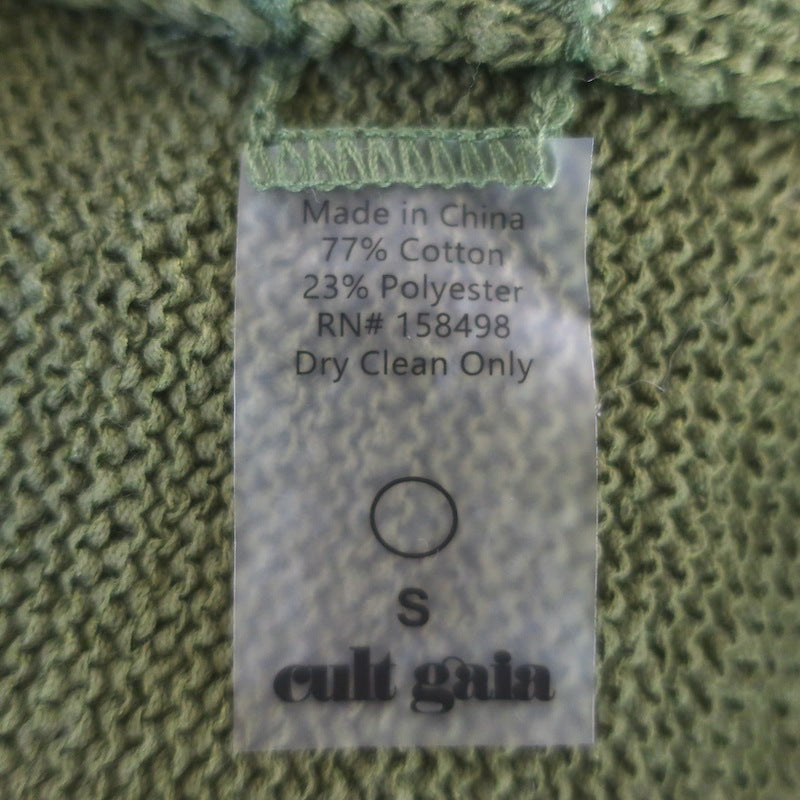 Made in China
77% Cotton
23% Polyester
RN# 158498
Dry Clean Only
S
cult gaia